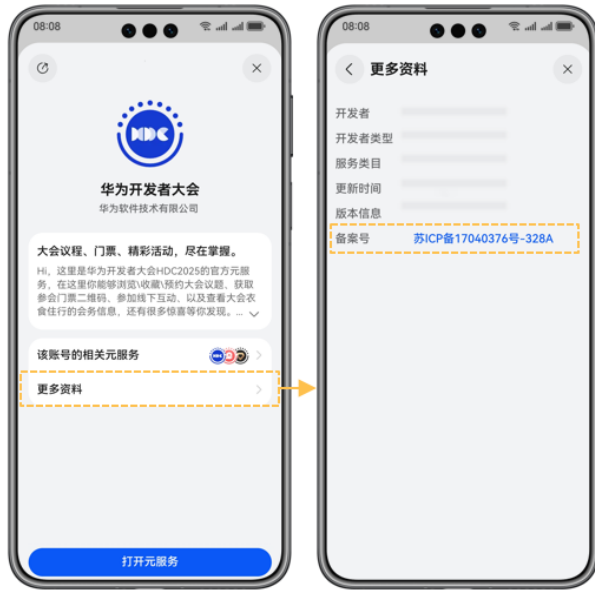 08:08
HDC
华为开发者大会
华为软件技术有限公司
大会议程、门票、精彩活动，尽在掌握。
Hi，这里是华为开发者大会HDC2025的官方元服
务，在这里你能够浏览\收藏\预约大会议题、获取
参会门票二维码、参加线下互动、以及查看大会衣
食住行的会务信息，还有很多惊喜等你发现。...
该账号的相关元服务
更多资料
打开元服务
08:08
更多资料
开发者
开发者类型
服务类目
更新时间
版本信息
备案号 苏ICP备17040376号-328A